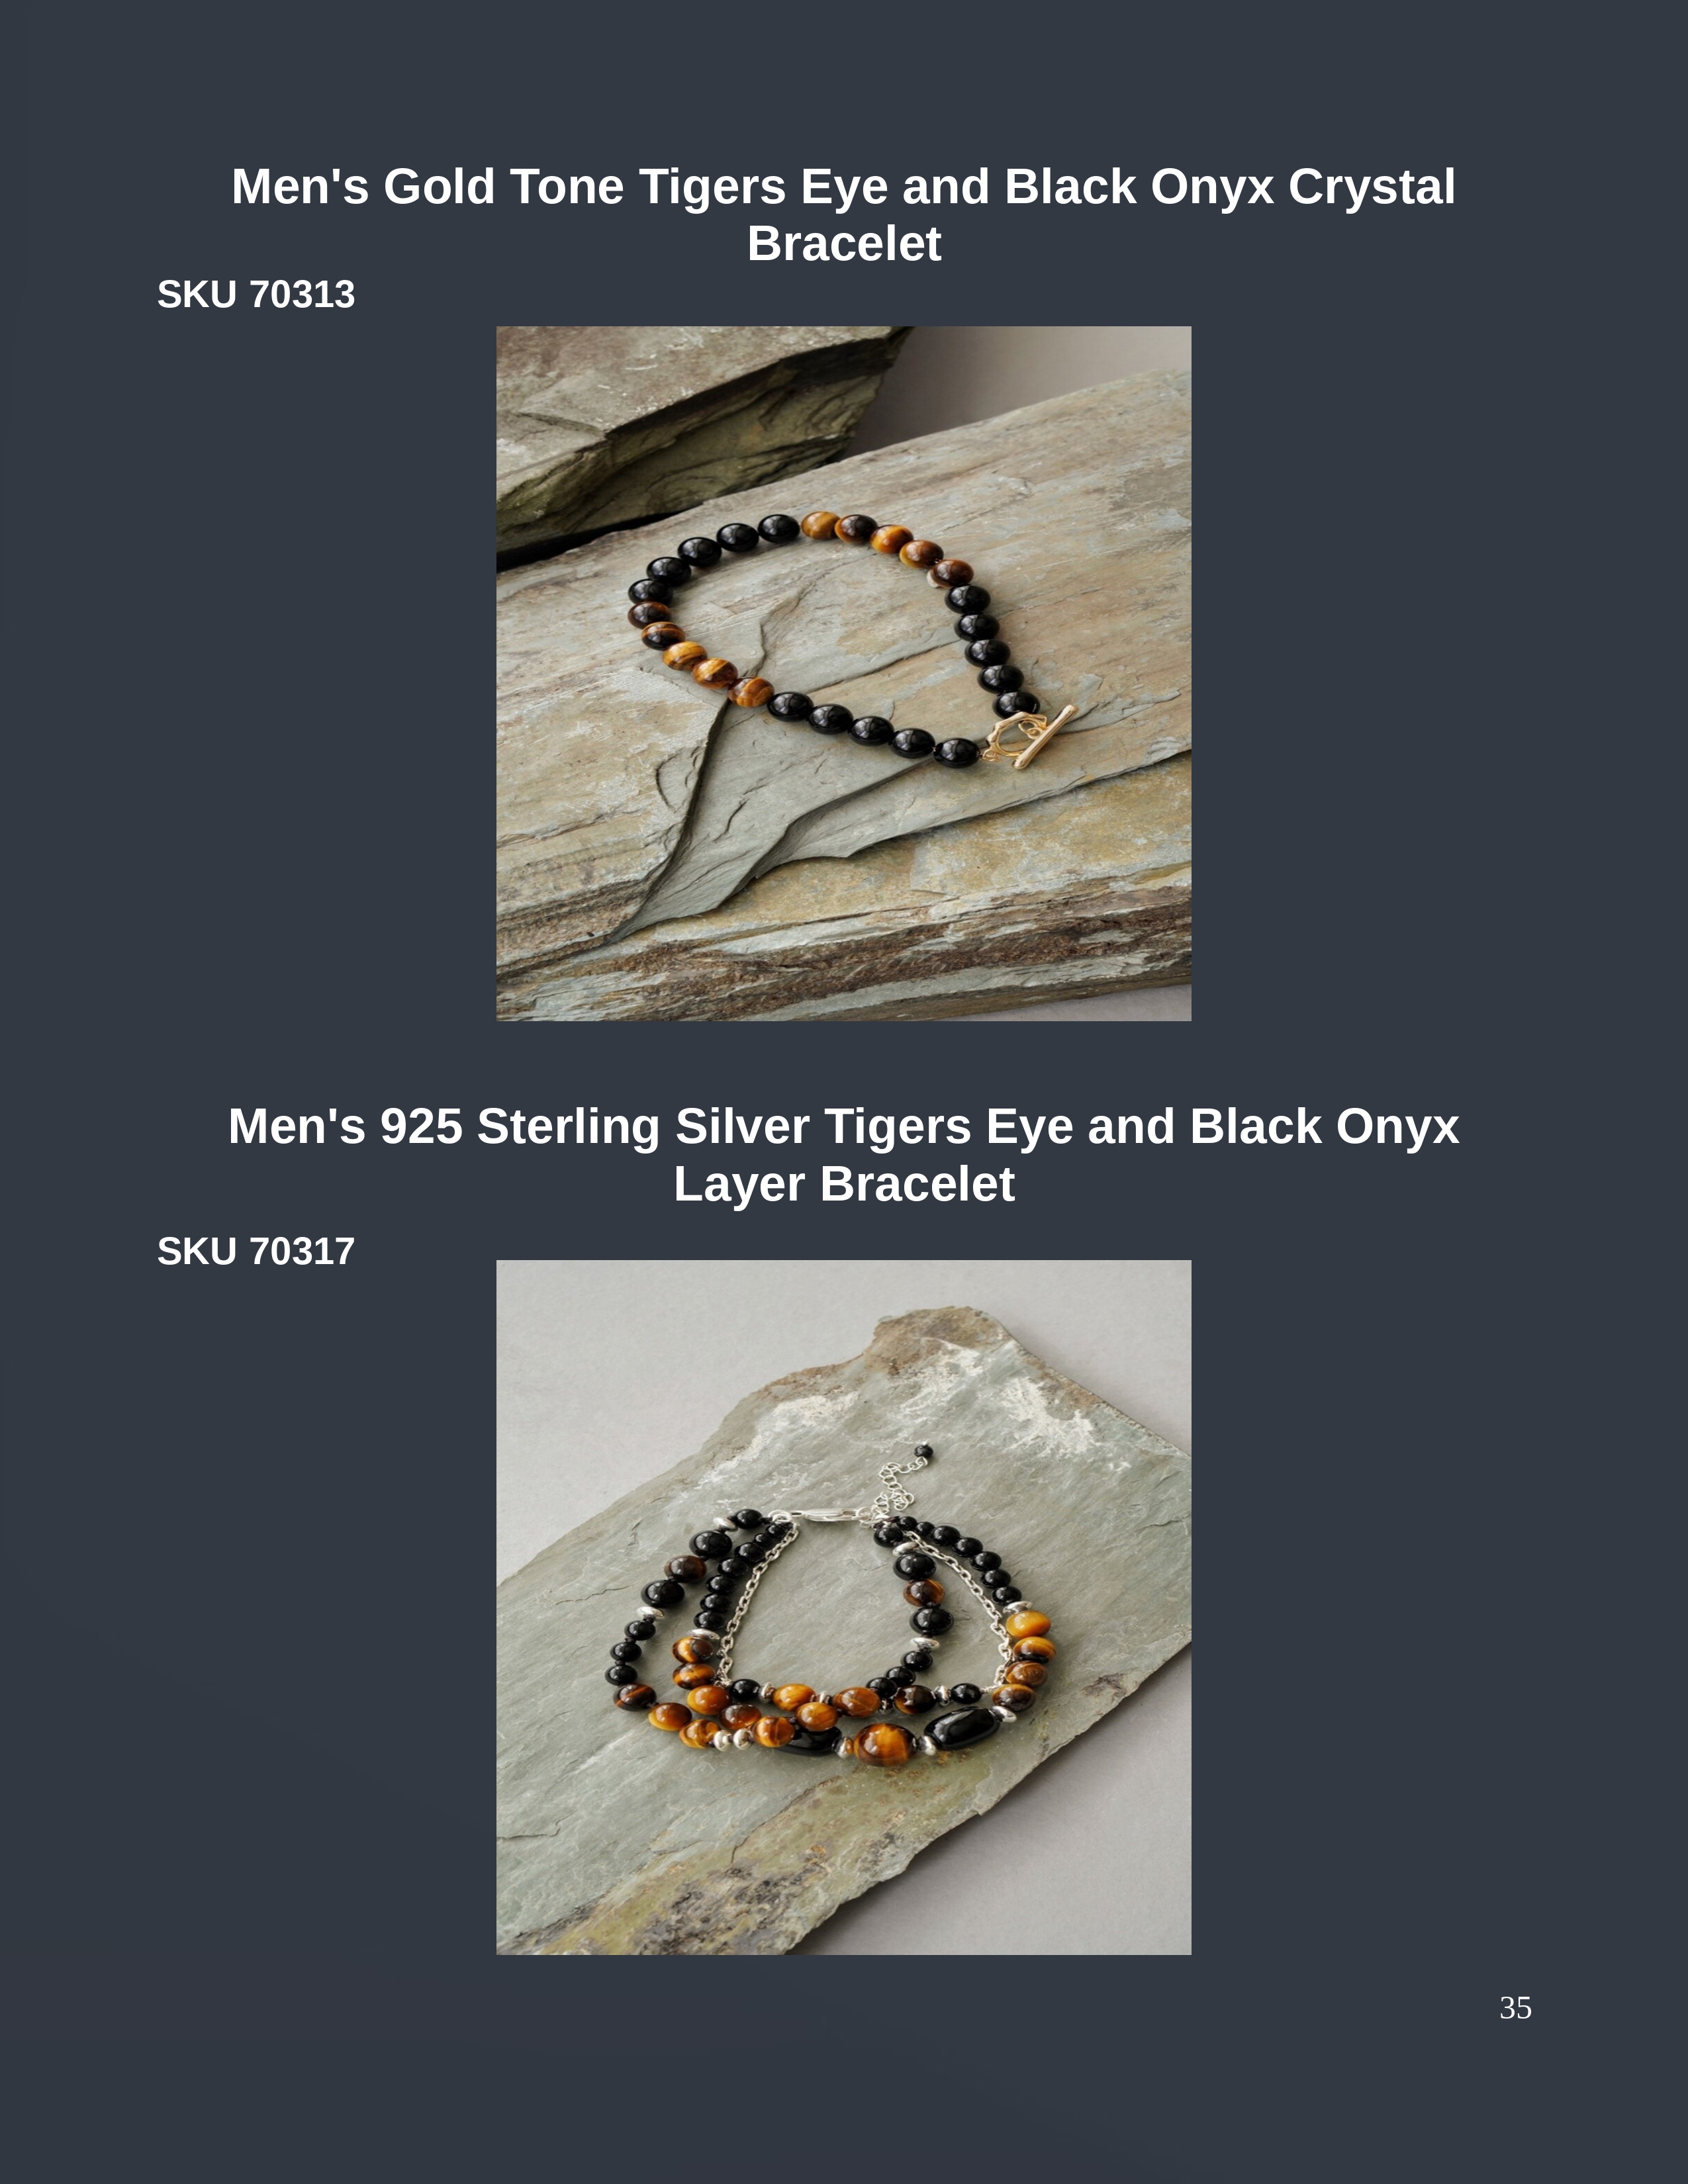 Men's Gold Tone Tigers Eye and Black Onyx Crystal
Bracelet
SKU 70313
Men's 925 Sterling Silver Tigers Eye and Black Onyx
Layer Bracelet
SKU 70317
35